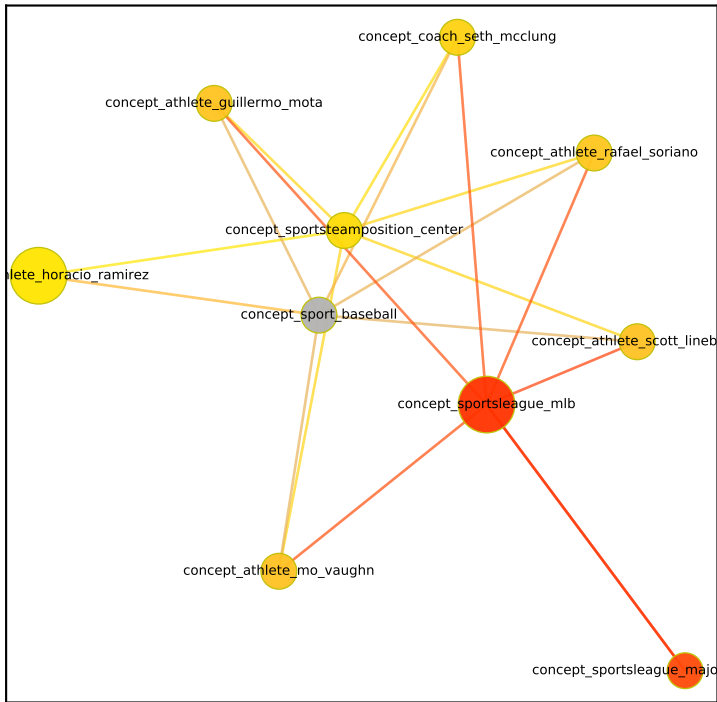 concept_coach_seth_mcclung
concept_athlete_guillermo_mota
concept_athlete_rafael_soriano
concept_sportsteamposition_center
hlete_horacio_ramirez
concept_sport_baseball
concept_athlete_scott_lineb
concept_sportsleague_mlb
concept_athlete_mo_vaughn
concept_sportsleague_majo